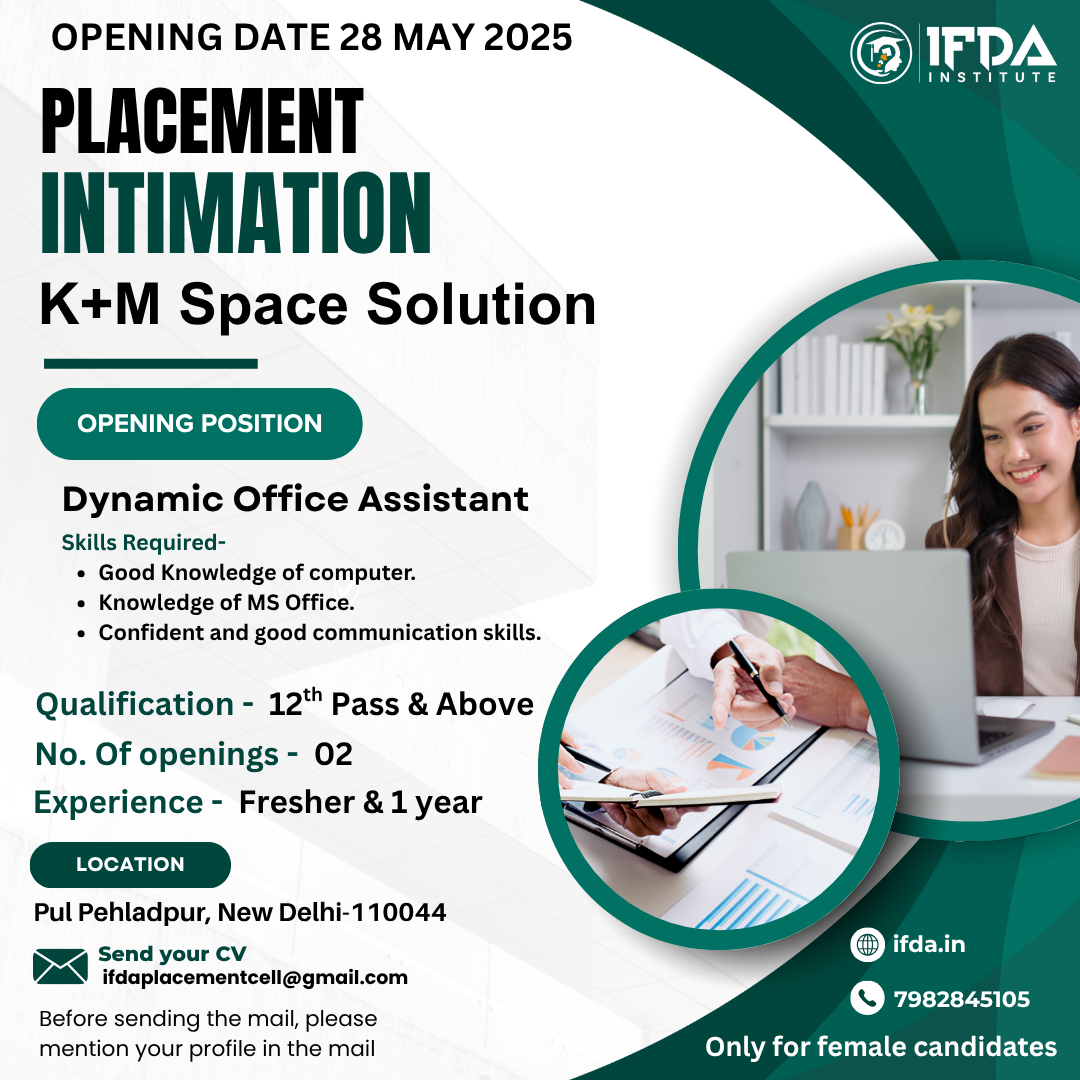 OPENING DATE 28 MAY 2025
IFDA
INSTITUTE
PLACEMENT
INTIMATION
K+M Space Solution
OPENING POSITION
Dynamic Office Assistant
Skills Required-
• Good Knowledge of computer.
• Knowledge of MS Office.
• Confident and good communication skills.
Qualification - 12th Pass & Above
No. Of openings - 02
Experience - Fresher & 1 year
LOCATION
Pul Pehladpur, New Delhi-110044
Send your CV
ifdaplacementcell@gmail.com
Before sending the mail, please
mention your profile in the mail
ifda.in
7982845105
Only for female candidates